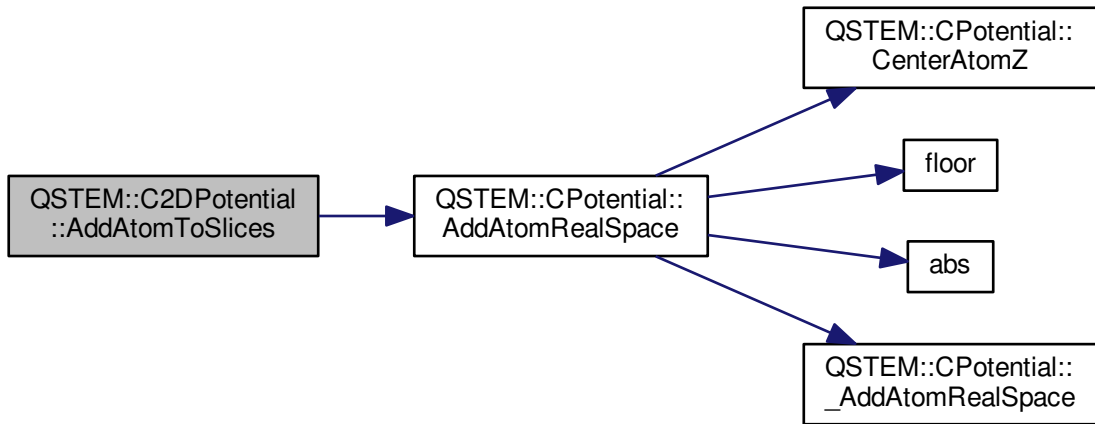 QSTEM::C2DPotential
::AddAtomToSlices
QSTEM::CPotential::
AddAtomRealSpace
QSTEM::CPotential::
CenterAtomZ
floor
abs
QSTEM::CPotential::
_AddAtomRealSpace